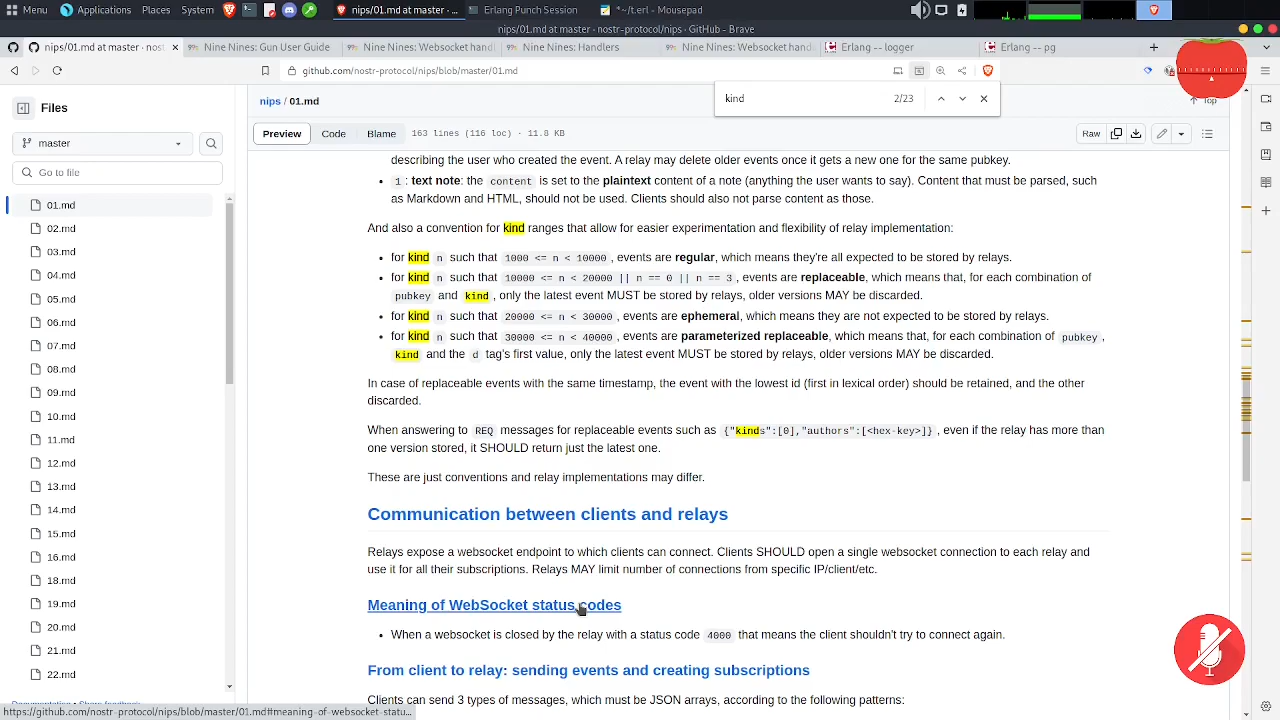 Menu
Applications
Places
System
nips/01.md at master - ...
Erlang Punch Session
*~/t.erl - Mousepad
nips/01.md at master · nostr-protocol/nips · GitHub - Brave
nips/01.md at master · nost
Nine Nines: Gun User Guide
Nine Nines: Websocket han
Nine Nines: Handlers
Nine Nines: Websocket hand
Erlang -- logger
Erlang -- pg
github.com/nostr-protocol/nips/blob/master/01.md
kind
2/23
Files
nips / 01.md
Top
master
Preview
Code
Blame
163 lines (116 loc) · 11.8 KB
Raw
Go to file
01.md
02.md
03.md
04.md
05.md
06.md
07.md
08.md
09.md
10.md
11.md
12.md
13.md
14.md
15.md
16.md
18.md
19.md
20.md
21.md
22.md
describing the user who created the event. A relay may delete older events once it gets a new one for the same pubkey.
• 1: text note: the content is set to the plaintext content of a note (anything the user wants to say). Content that must be parsed, such
as Markdown and HTML, should not be used. Clients should also not parse content as those.
And also a convention for kind ranges that allow for easier experimentation and flexibility of relay implementation:
• for kind n such that 1000 <= n < 10000, events are regular, which means they're all expected to be stored by relays.
• for kind n such that 10000 <= n < 20000 || n == 0 || n == 3, events are replaceable, which means that, for each combination of
pubkey and kind, only the latest event MUST be stored by relays, older versions MAY be discarded.
• for kind n such that 20000 <= n < 30000, events are ephemeral, which means they are not expected to be stored by relays.
• for kind n such that 30000 <= n < 40000, events are parameterized replaceable, which means that, for each combination of pubkey,
kind and the d tag's first value, only the latest event MUST be stored by relays, older versions MAY be discarded.
In case of replaceable events with the same timestamp, the event with the lowest id (first in lexical order) should be retained, and the other
discarded.
When answering to REQ messages for replaceable events such as {"kinds":[0],"authors":[<hex-key>]}, even if the relay has more than
one version stored, it SHOULD return just the latest one.
These are just conventions and relay implementations may differ.
Communication between clients and relays
Relays expose a websocket endpoint to which clients can connect. Clients SHOULD open a single websocket connection to each relay and
use it for all their subscriptions. Relays MAY limit number of connections from specific IP/client/etc.
Meaning of WebSocket status codes
• When a websocket is closed by the relay with a status code 4000 that means the client shouldn't try to connect again.
From client to relay: sending events and creating subscriptions
Clients can send 3 types of messages, which must be JSON arrays, according to the following patterns:
https://github.com/nostr-protocol/nips/blob/master/01.md#meaning-of-websocket-statu...